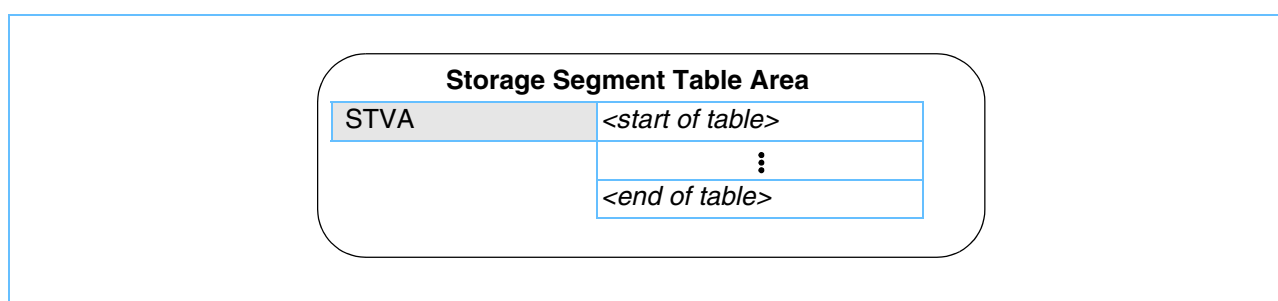 Storage Segment Table Area
STVA <start of table>
⋮
<end of table>